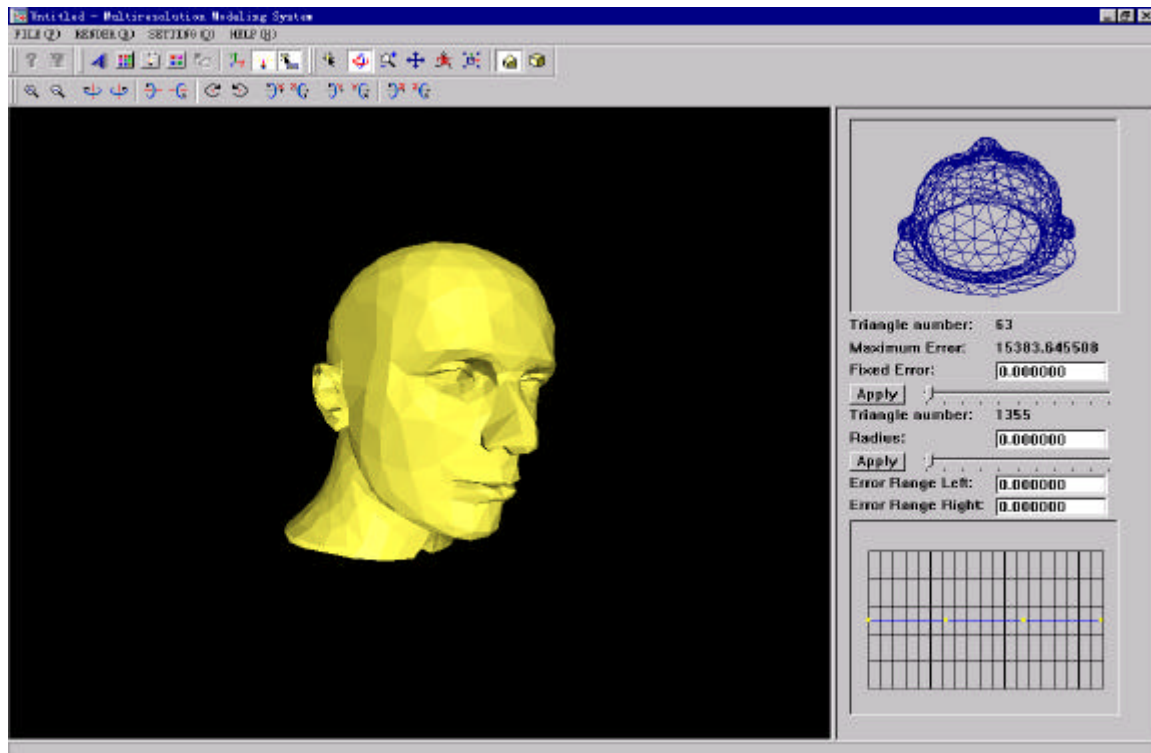 Untitled - Multiresolution Modeling System
FILE(F) RENDER(R) SETTING(Q) HELP(H)
Triangle number: 63
Maximum Error: 15383.645508
Fixed Error: 0.000000
Apply
Triangle number: 1355
Radius: 0.000000
Apply
Error Range Left: 0.000000
Error Range Right: 0.000000